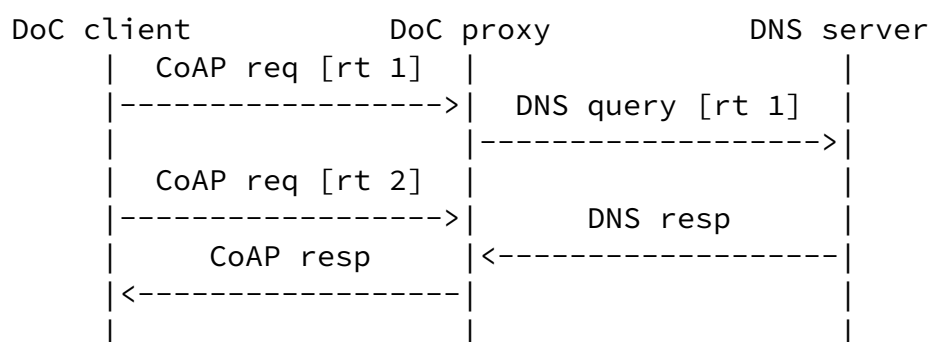 DoC client DoC proxy DNS server
CoAP req [rt 1]
DNS query [rt 1]
CoAP req [rt 2]
DNS resp
CoAP resp